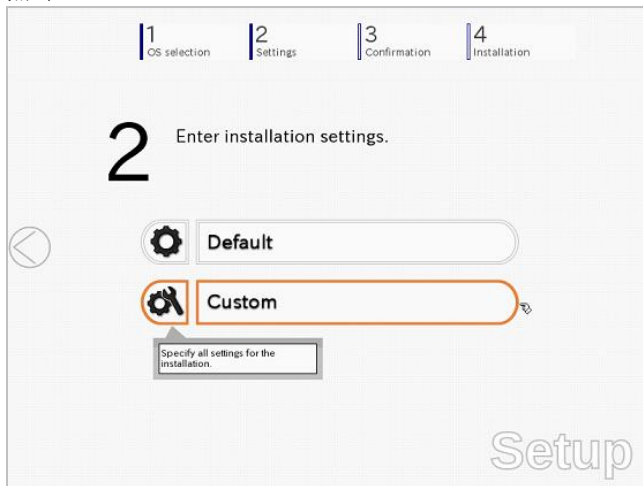 1
OS selection
2
Settings
3
Confirmation
4
Installation
2
Enter installation settings.
Default
Custom
Specify all settings for the
installation.
Setup